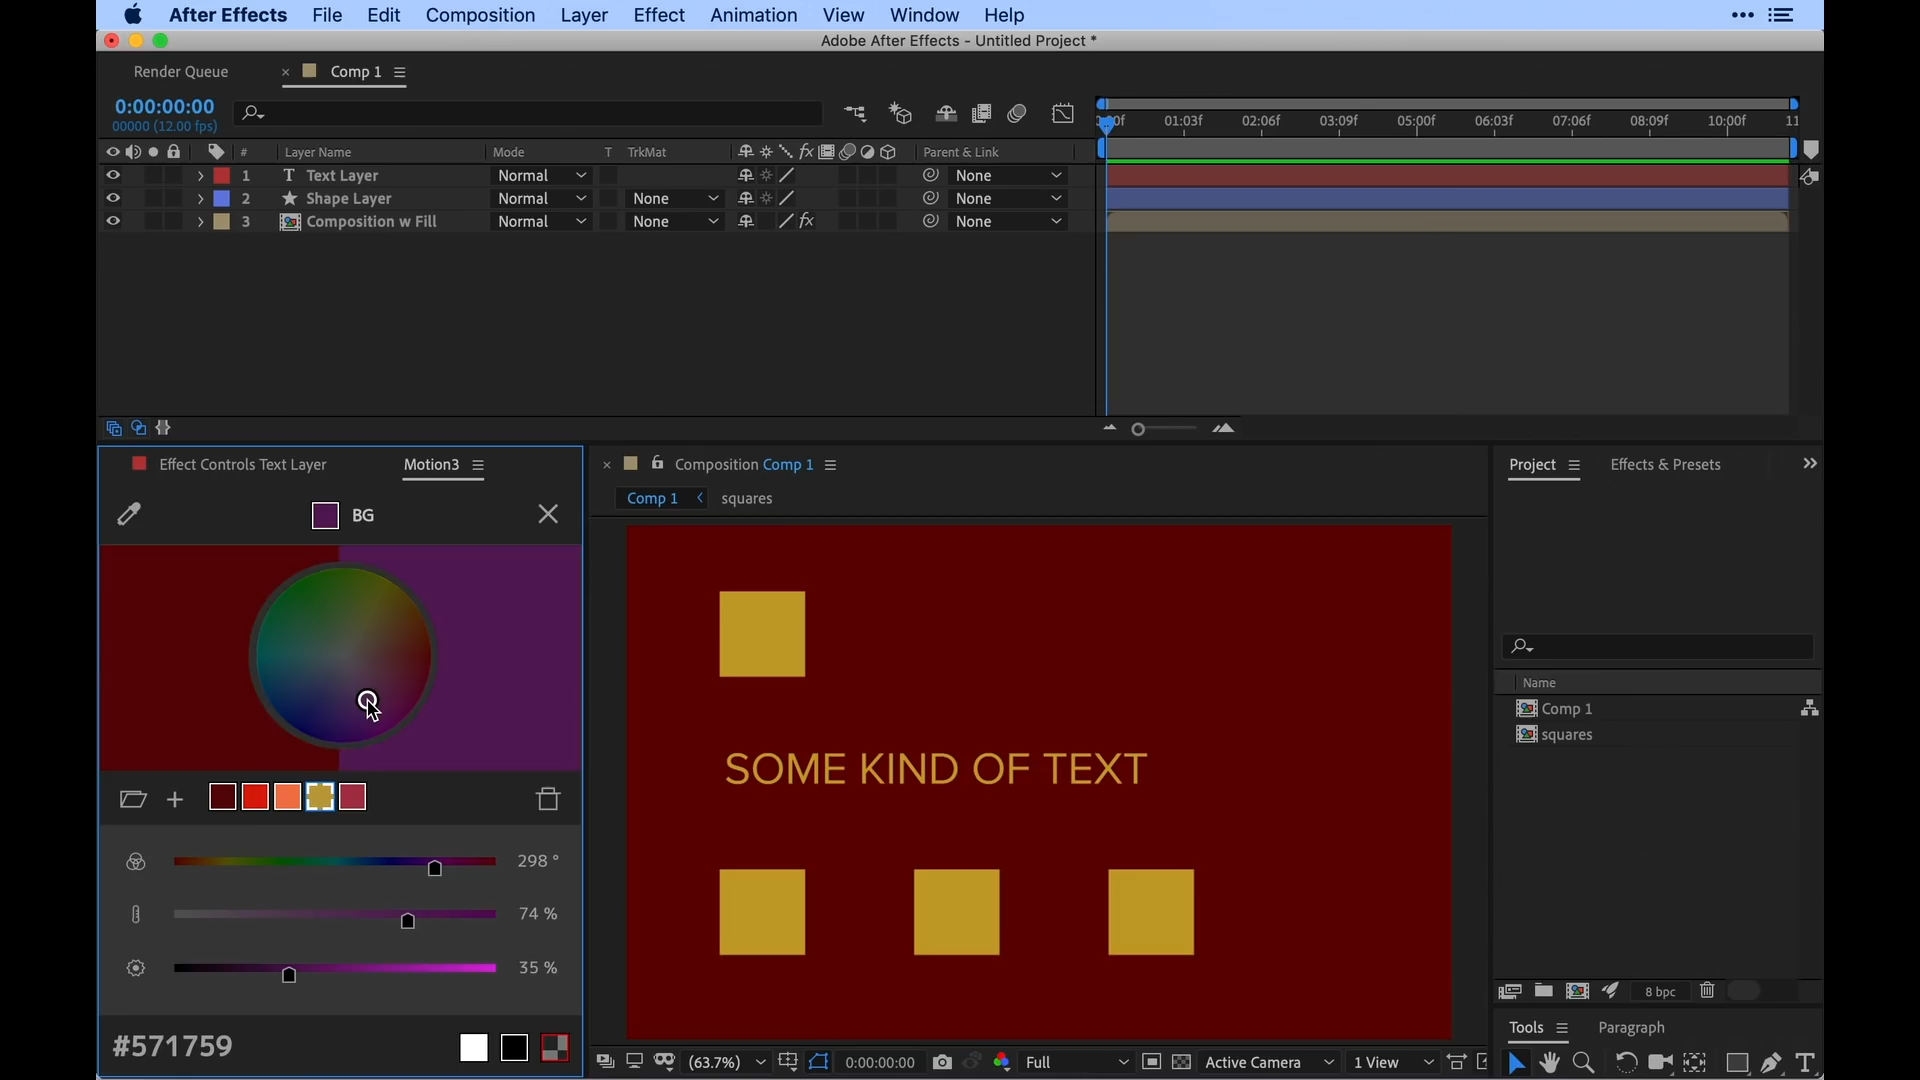 After Effects File Edit Composition Layer Effect Animation View Window Help
Adobe After Effects - Untitled Project *
Render Queue × Comp 1
0:00:00:00
00000 (12.00 fps)
01:03f 02:06f 03:09f 05:00f 06:03f 07:06f 08:09f 10:00f 11
# Layer Name Mode T TrkMat Parent & Link
1 T Text Layer Normal None
2 Shape Layer Normal None None
3 Composition w Fill Normal None fx None
Effect Controls Text Layer Motion3
× Composition Comp 1
Project Effects & Presets
BG
Comp 1 squares
SOME KIND OF TEXT
Name
Comp 1
squares
298 °
74 %
35 %
#571759
(63.7%) 0:00:00:00 Full Active Camera 1 View
8 bpc
Tools Paragraph